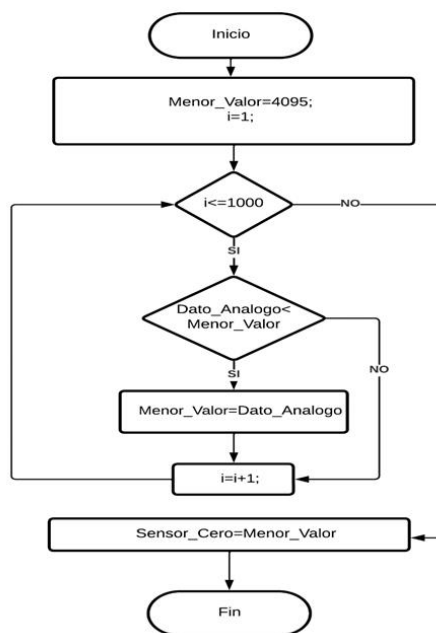 Inicio
Menor_Valor=4095;
i=1;
i<=1000
NO
SI
Dato_Analogo<
Menor_Valor
NO
SI
Menor_Valor=Dato_Analogo
i=i+1;
Sensor_Cero=Menor_Valor
Fin